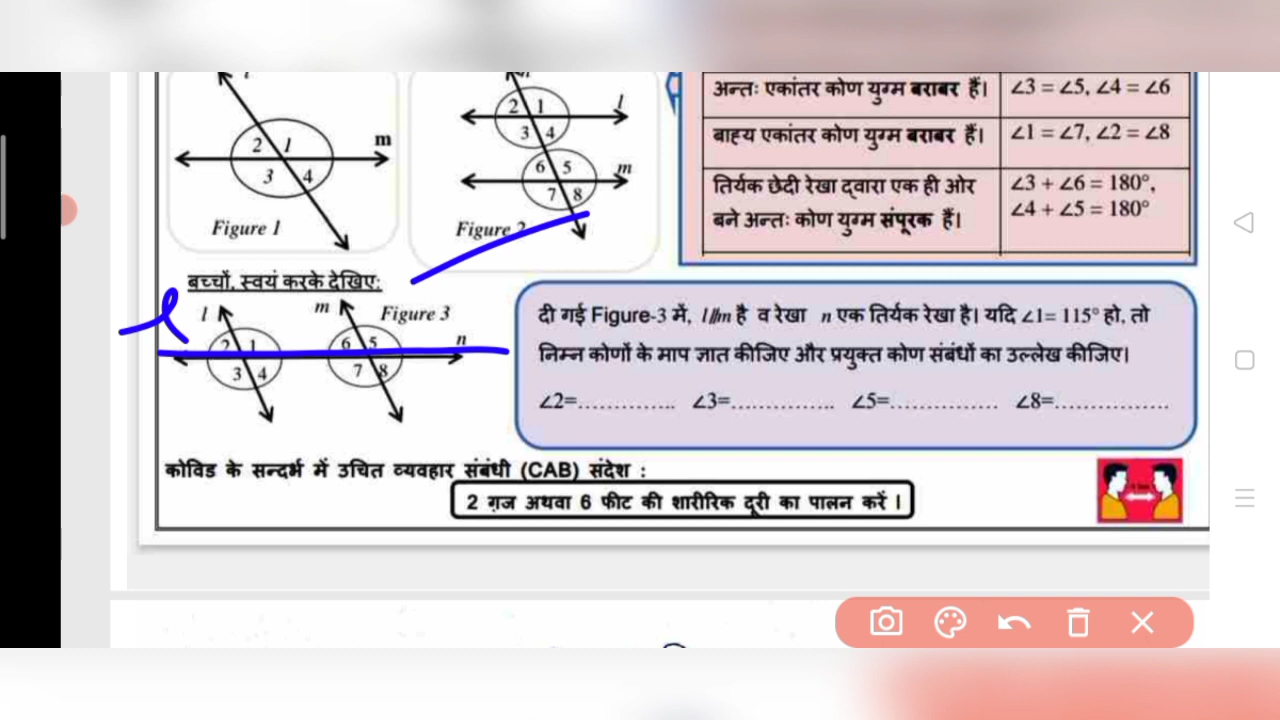 l
2 1
m
3 4
Figure 1
2 1
l
3 4
6 5
m
7 8
Figure 2
अन्तः एकांतर कोण युग्म बराबर हैं। ∠3 = ∠5, ∠4 = ∠6
बाह्य एकांतर कोण युग्म बराबर हैं। ∠1 = ∠7, ∠2 = ∠8
तिर्यक छेदी रेखा द्वारा एक ही ओर ∠3 + ∠6 = 180°,
बने अन्तः कोण युग्म संपूरक हैं। ∠4 + ∠5 = 180°
बच्चों, स्वयं करके देखिए:
l m Figure 3
2 1 6 5 n
3 4 7 8
दी गई Figure-3 में, l//m है व रेखा n एक तिर्यक रेखा है। यदि ∠1= 115° हो, तो
निम्न कोणों के माप ज्ञात कीजिए और प्रयुक्त कोण संबंधों का उल्लेख कीजिए।
∠2=.............. ∠3=.............. ∠5=............... ∠8=................
कोविड के सन्दर्भ में उचित व्यवहार संबंधी (CAB) संदेश :
2 ग़ज अथवा 6 फीट की शारीरिक दूरी का पालन करें ।